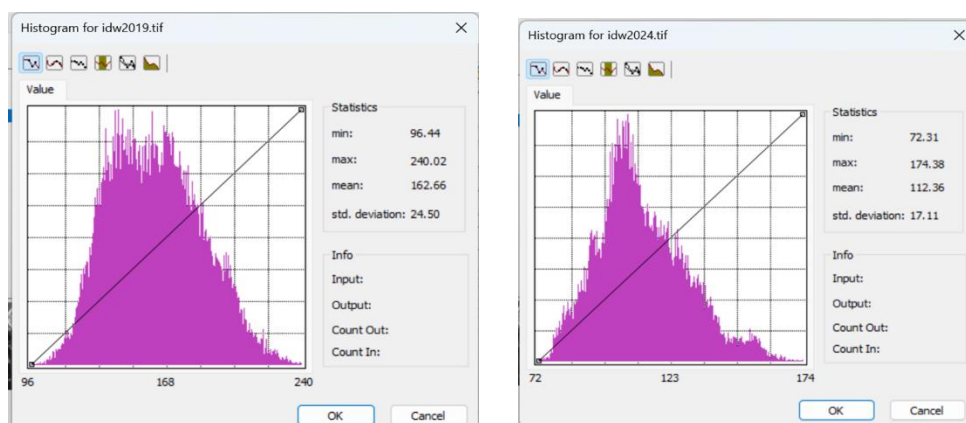 Histogram for idw2019.tif
Value
Statistics
min: 96.44
max: 240.02
mean: 162.66
std. deviation: 24.50
Info
Input:
Output:
Count Out:
Count In:
96 168 240
OK Cancel
Histogram for idw2024.tif
Value
Statistics
min: 72.31
max: 174.38
mean: 112.36
std. deviation: 17.11
Info
Input:
Output:
Count Out:
Count In:
72 123 174
OK Cancel